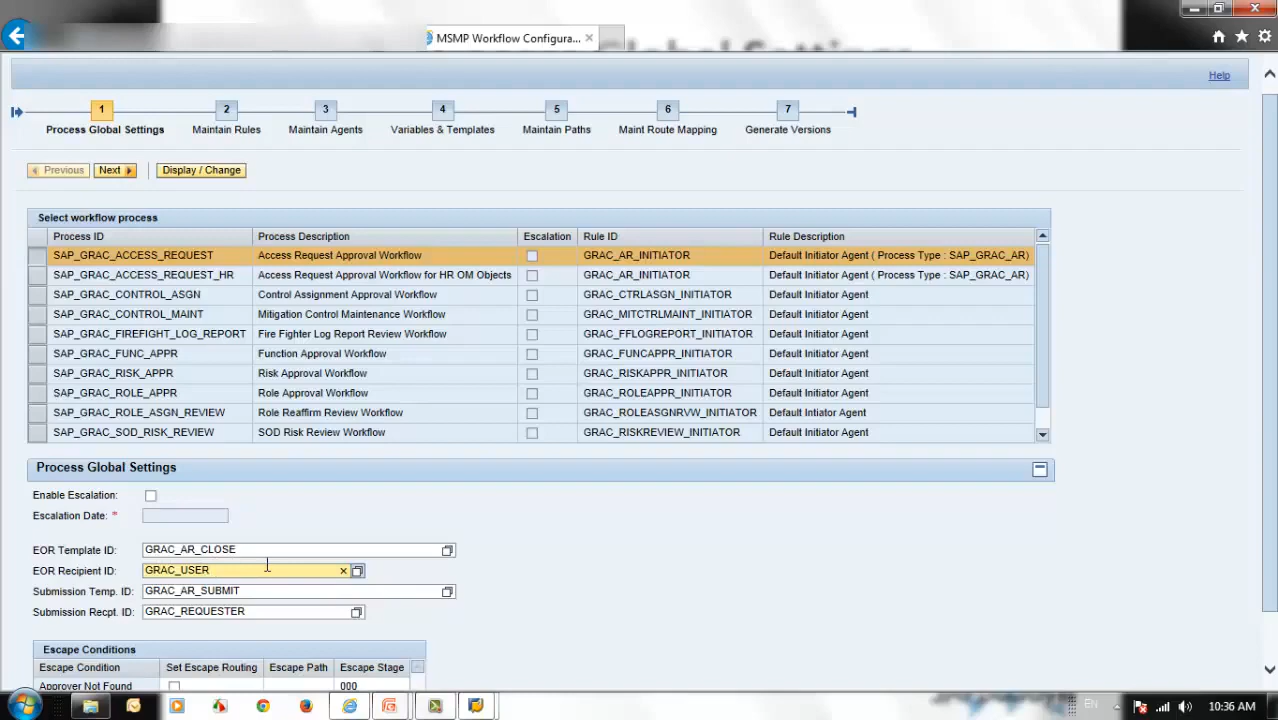 MSMP Workflow Configura...
Global Settings
Help
1 2 3 4 5 6 7
Process Global Settings Maintain Rules Maintain Agents Variables & Templates Maintain Paths Maint Route Mapping Generate Versions
Previous Next Display / Change
Select workflow process
Process ID Process Description Escalation Rule ID Rule Description
SAP_GRAC_ACCESS_REQUEST Access Request Approval Workflow GRAC_AR_INITIATOR Default Initiator Agent ( Process Type : SAP_GRAC_AR)
SAP_GRAC_ACCESS_REQUEST_HR Access Request Approval Workflow for HR OM Objects GRAC_AR_INITIATOR Default Initiator Agent ( Process Type : SAP_GRAC_AR)
SAP_GRAC_CONTROL_ASGN Control Assignment Approval Workflow GRAC_CTRLASGN_INITIATOR Default Initiator Agent
SAP_GRAC_CONTROL_MAINT Mitigation Control Maintenance Workflow GRAC_MITCTRLMAINT_INITIATOR Default Initiator Agent
SAP_GRAC_FIREFIGHT_LOG_REPORT Fire Fighter Log Report Review Workflow GRAC_FFLOGREPORT_INITIATOR Default Initiator Agent
SAP_GRAC_FUNC_APPR Function Approval Workflow GRAC_FUNCAPPR_INITIATOR Default Initiator Agent
SAP_GRAC_RISK_APPR Risk Approval Workflow GRAC_RISKAPPR_INITIATOR Default Initiator Agent
SAP_GRAC_ROLE_APPR Role Approval Workflow GRAC_ROLEAPPR_INITIATOR Default Initiator Agent
SAP_GRAC_ROLE_ASGN_REVIEW Role Reaffirm Review Workflow GRAC_ROLEASGNRVW_INITIATOR Default Intiator Agent
SAP_GRAC_SOD_RISK_REVIEW SOD Risk Review Workflow GRAC_RISKREVIEW_INITIATOR Default Initiator Agent
Process Global Settings
Enable Escalation:
Escalation Date: *
EOR Template ID: GRAC_AR_CLOSE
EOR Recipient ID: GRAC_USER
Submission Temp. ID: GRAC_AR_SUBMIT
Submission Recpt. ID: GRAC_REQUESTER
Escape Conditions
Escape Condition Set Escape Routing Escape Path Escape Stage
Approver Not Found 000
EN 10:36 AM